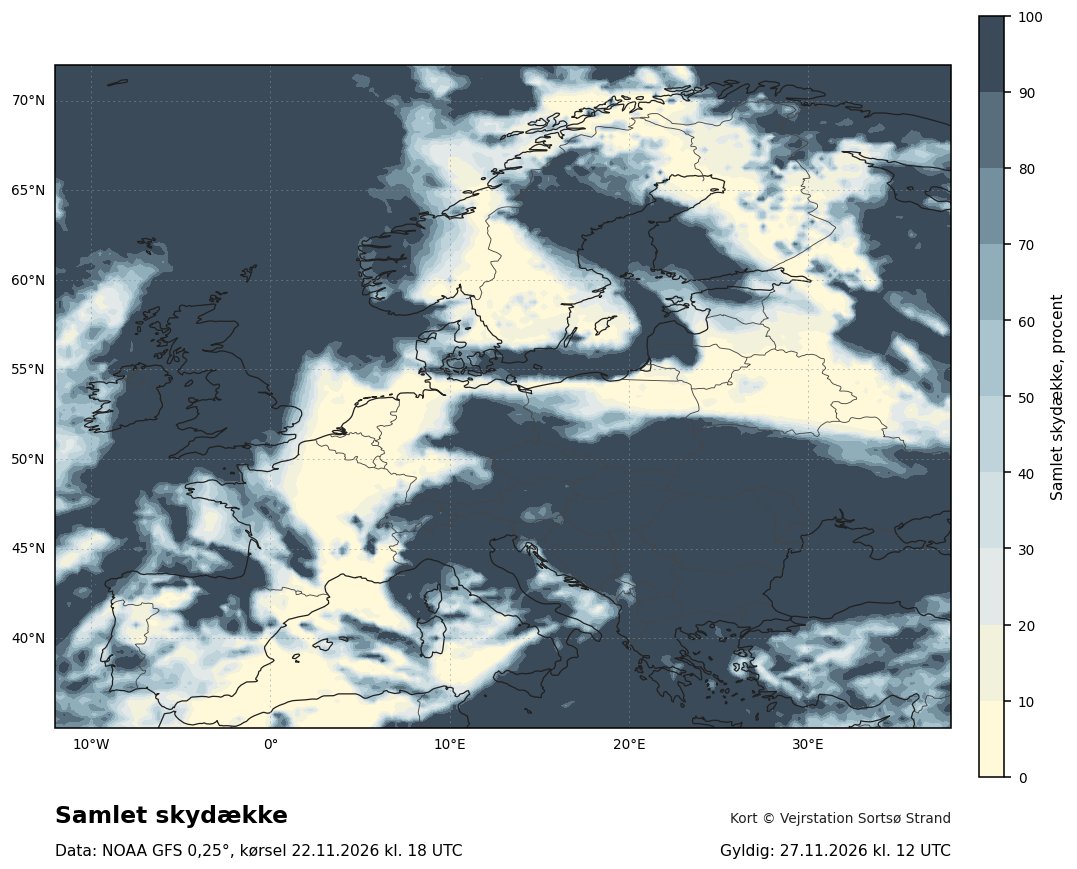 100
90
80
70
60
50
40
30
20
10
0
Samlet skydække, procent
70°N
65°N
60°N
55°N
50°N
45°N
40°N
10°W
0°
10°E
20°E
30°E
Samlet skydække
Kort © Vejrstation Sortsø Strand
Data: NOAA GFS 0,25°, kørsel 22.11.2026 kl. 18 UTC
Gyldig: 27.11.2026 kl. 12 UTC